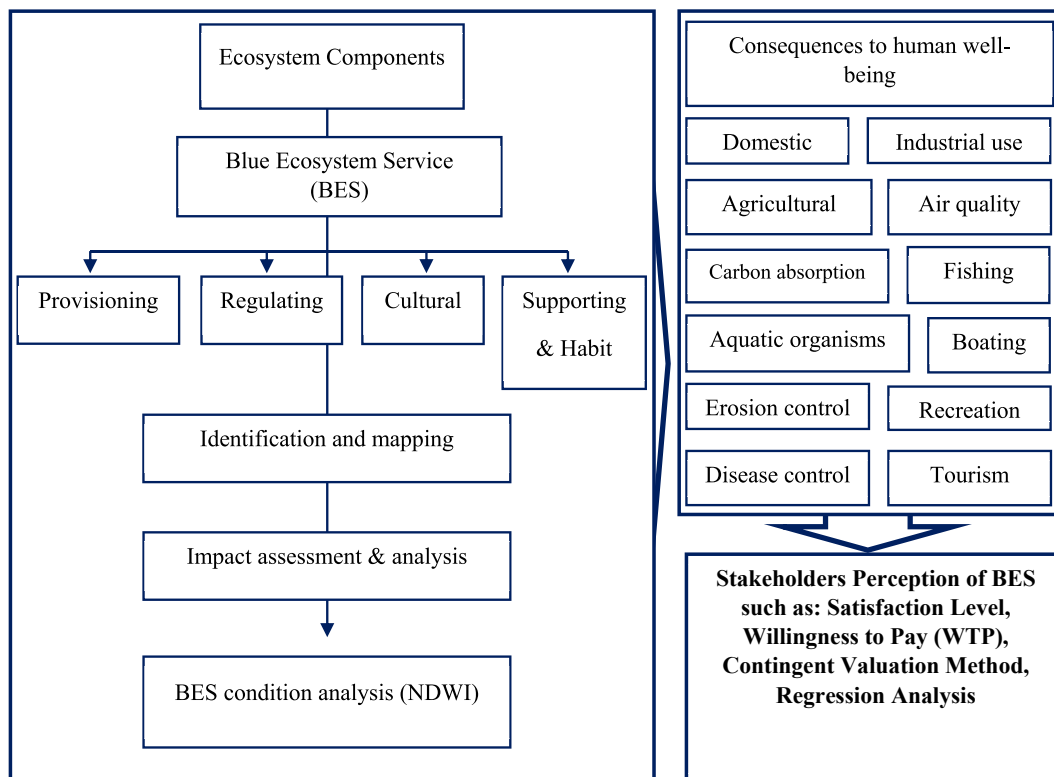 Ecosystem Components
Blue Ecosystem Service
(BES)
Provisioning
Regulating
Cultural
Supporting
& Habit
Identification and mapping
Impact assessment & analysis
BES condition analysis (NDWI)
Consequences to human well-
being
Domestic
Industrial use
Agricultural
Air quality
Carbon absorption
Fishing
Aquatic organisms
Boating
Erosion control
Recreation
Disease control
Tourism
Stakeholders Perception of BES
such as: Satisfaction Level,
Willingness to Pay (WTP),
Contingent Valuation Method,
Regression Analysis